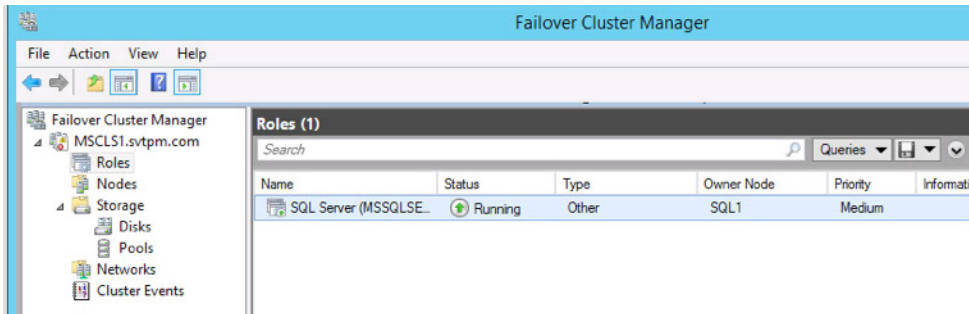 Failover Cluster Manager
File Action View Help
Failover Cluster Manager
MSCLS1.svtpm.com
Roles
Nodes
Storage
Disks
Pools
Networks
Cluster Events
Roles (1)
Search Queries
Name Status Type Owner Node Priority Informati
SQL Server (MSSQLSE... Running Other SQL1 Medium